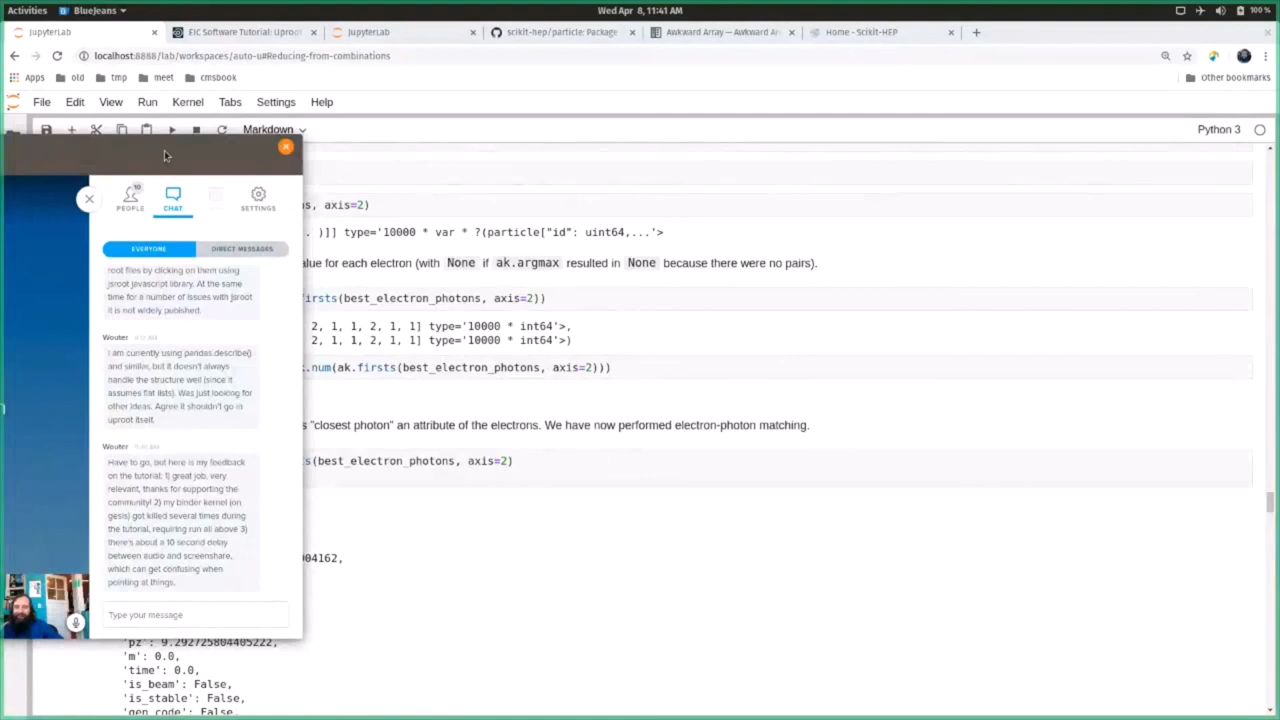 Activities
BlueJeans
Wed Apr 8, 11:41 AM
100 %
JupyterLab
EIC Software Tutorial: Uproot
JupyterLab
scikit-hep/particle: Package
Awkward Array — Awkward Ar
Home - Scikit-HEP
localhost:8888/lab/workspaces/auto-u#Reducing-from-combinations
Apps
old
tmp
meet
cmsbook
Other bookmarks
File Edit View Run Kernel Tabs Settings Help
Markdown
Python 3
s, axis=2)
. )]] type='10000 * var * ?(particle["id": uint64,...'>
alue for each electron (with None if ak.argmax resulted in None because there were no pairs).
irsts(best_electron_photons, axis=2))
2, 1, 1, 2, 1, 1] type='10000 * int64'>,
2, 1, 1, 2, 1, 1] type='10000 * int64'>)
.num(ak.firsts(best_electron_photons, axis=2)))
s "closest photon" an attribute of the electrons. We have now performed electron-photon matching.
s(best_electron_photons, axis=2)
004162,
10
PEOPLE
CHAT
SETTINGS
EVERYONE
DIRECT MESSAGES
root files by clicking on them using
jsroot javascript library. At the same
time for a number of issues with jsroot
it is not widely pubished.
Wouter
I am currently using pandas.describe()
and similar, but it doesn't always
handle the structure well (since it
assumes flat lists). Was just looking for
other ideas. Agree it shouldn't go in
uproot itself.
Wouter
Have to go, but here is my feedback
on the tutorial: 1) great job, very
relevant, thanks for supporting the
community! 2) my binder kernel (on
gesis) got killed several times during
the tutorial, requiring run all above 3)
there's about a 10 second delay
between audio and screenshare,
which can get confusing when
pointing at things.
Type your message
'pz': 9.292725804405222,
'm': 0.0,
'time': 0.0,
'is_beam': False,
'is_stable': False,
'gen_code': False,